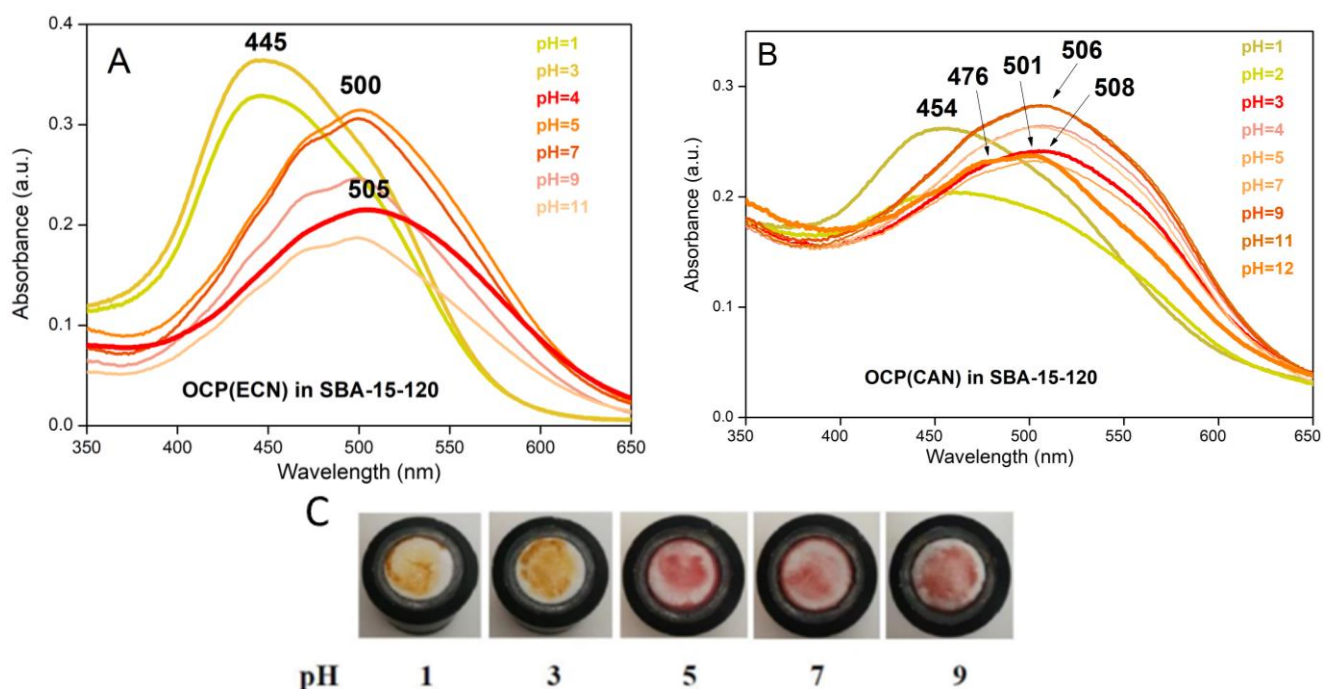 A
B
C
0.4
0.3
0.2
0.1
0.0
Absorbance (a.u.)
445
500
505
pH=1
pH=3
pH=4
pH=5
pH=7
pH=9
pH=11
OCP(ECN) in SBA-15-120
350 400 450 500 550 600 650
Wavelength (nm)
0.3
0.2
0.1
0.0
Absorbance (a.u.)
454
476
501
506
508
pH=1
pH=2
pH=3
pH=4
pH=5
pH=7
pH=9
pH=11
pH=12
OCP(CAN) in SBA-15-120
350 400 450 500 550 600 650
Wavelength (nm)
pH 1 3 5 7 9